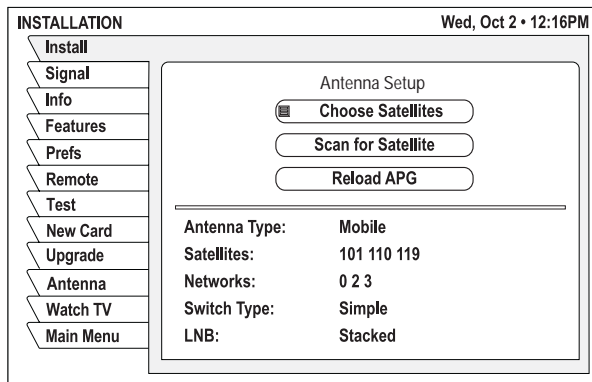 INSTALLATION Wed, Oct 2 • 12:16PM
Install
Signal
Info
Features
Prefs
Remote
Test
New Card
Upgrade
Antenna
Watch TV
Main Menu
Antenna Setup
Choose Satellites
Scan for Satellite
Reload APG
Antenna Type: Mobile
Satellites: 101 110 119
Networks: 0 2 3
Switch Type: Simple
LNB: Stacked